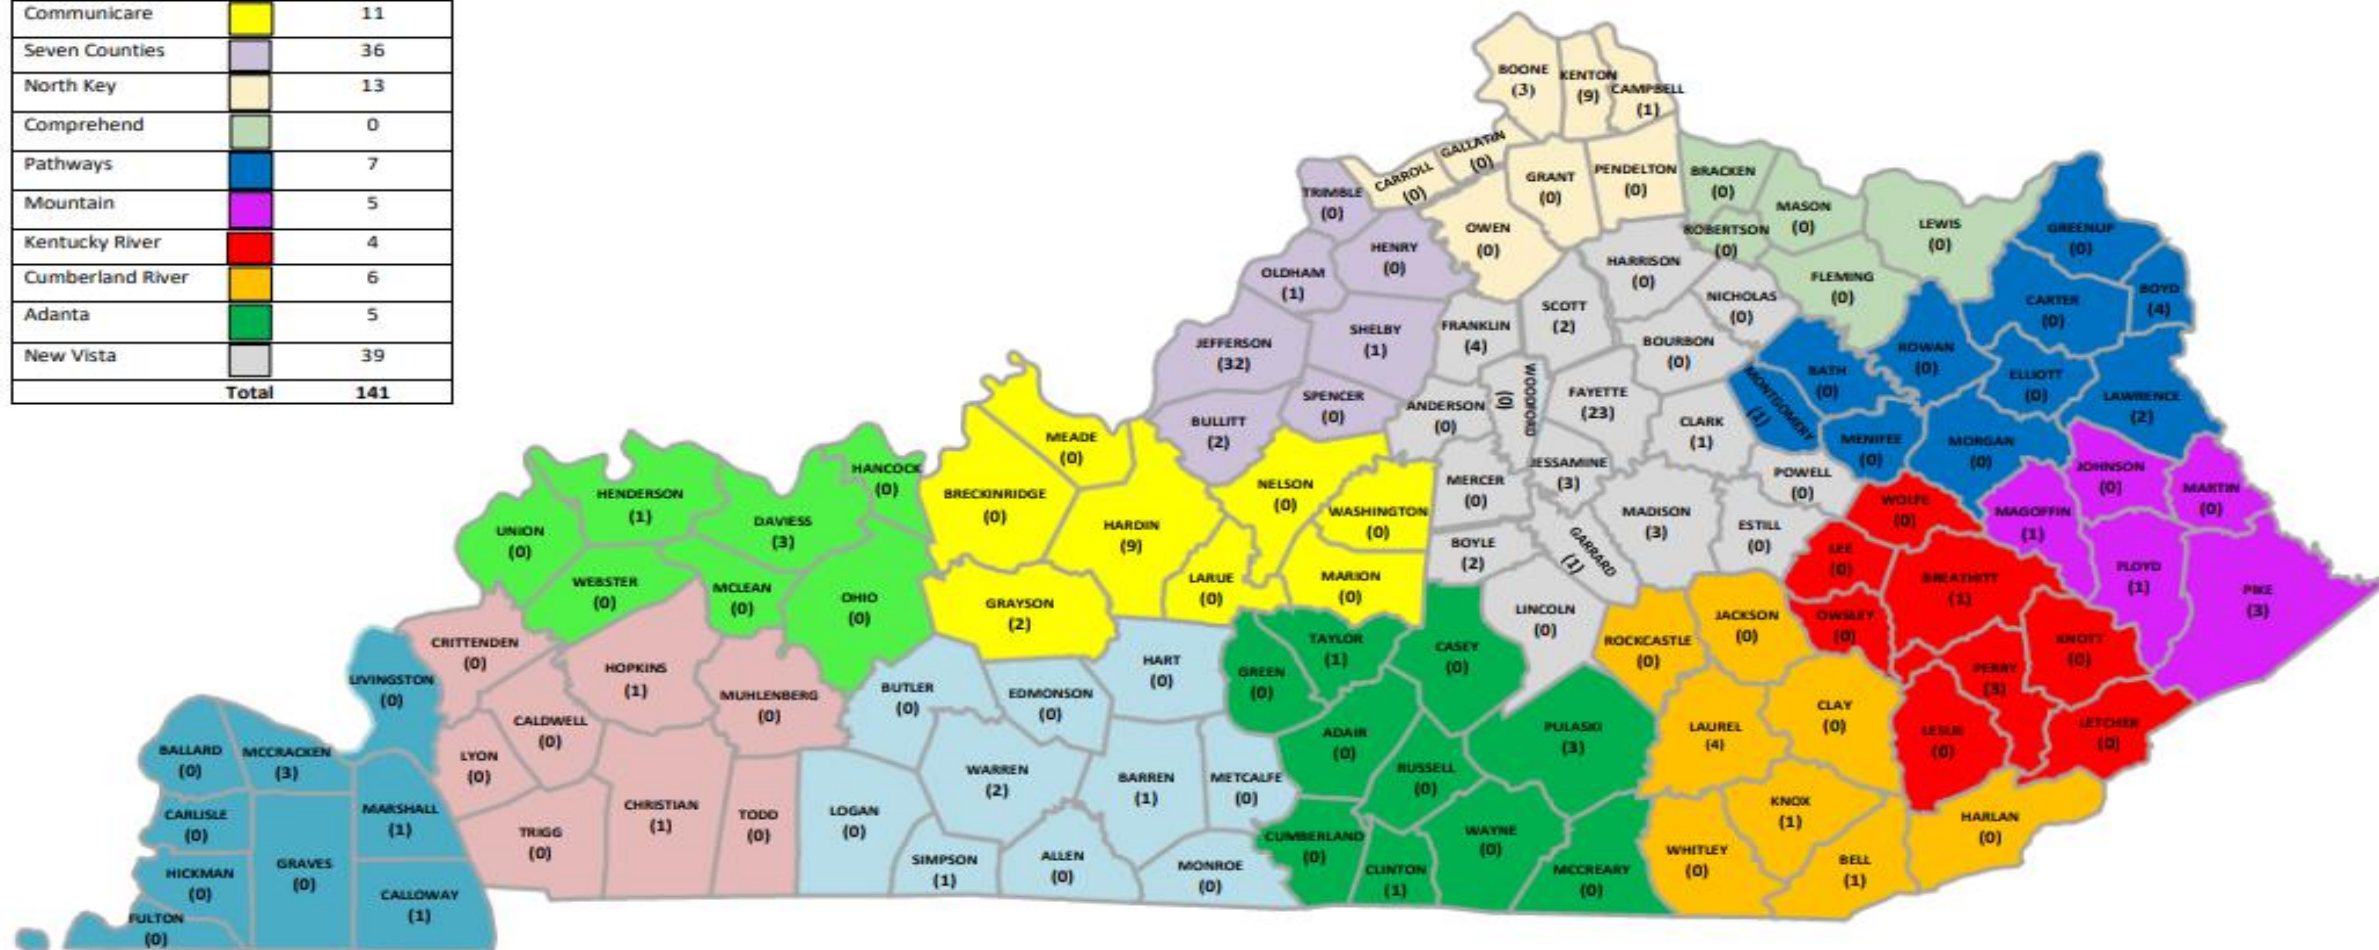 Communicare 11
Seven Counties 36
North Key 13
Comprehend 0
Pathways 7
Mountain 5
Kentucky River 4
Cumberland River 6
Adanta 5
New Vista 39
Total 141
BOONE
(3)
KENTON
(9)
CAMPBELL
(1)
GALLATIN
(0)
CARROLL
(0)
GRANT
(0)
PENDELTON
(0)
OWEN
(0)
TRIMBLE
(0)
HENRY
(0)
OLDHAM
(1)
JEFFERSON
(32)
SHELBY
(1)
SPENCER
(0)
BULLITT
(2)
BRACKEN
(0)
MASON
(0)
ROBERTSON
(0)
LEWIS
(0)
FLEMING
(0)
GREENUP
(0)
BOYD
(4)
CARTER
(0)
ROWAN
(0)
ELLIOTT
(0)
LAWRENCE
(2)
BATH
(0)
MONTGOMERY
(1)
MENIFEE
(0)
MORGAN
(0)
HARRISON
(0)
NICHOLAS
(0)
SCOTT
(2)
FRANKLIN
(4)
BOURBON
(0)
WOODFORD
(0)
FAYETTE
(23)
ANDERSON
(0)
CLARK
(1)
MERCER
(0)
JESSAMINE
(3)
POWELL
(0)
MADISON
(3)
ESTILL
(0)
BOYLE
(2)
GARRARD
(1)
LINCOLN
(0)
JOHNSON
(0)
MARTIN
(0)
MAGOFFIN
(1)
FLOYD
(1)
PIKE
(3)
WOLFE
(0)
LEE
(0)
BREATHITT
(1)
OWSLEY
(0)
KNOTT
(0)
PERRY
(3)
LESLIE
(0)
LETCHER
(0)
MEADE
(0)
BRECKINRIDGE
(0)
HARDIN
(9)
NELSON
(0)
WASHINGTON
(0)
LARUE
(0)
MARION
(0)
GRAYSON
(2)
HANCOCK
(0)
HENDERSON
(1)
DAVIESS
(3)
UNION
(0)
WEBSTER
(0)
MCLEAN
(0)
OHIO
(0)
CRITTENDEN
(0)
HOPKINS
(1)
MUHLENBERG
(0)
CALDWELL
(0)
LYON
(0)
CHRISTIAN
(1)
TODD
(0)
TRIGG
(0)
LIVINGSTON
(0)
BALLARD
(0)
MCCRACKEN
(3)
MARSHALL
(1)
CARLISLE
(0)
HICKMAN
(0)
GRAVES
(0)
CALLOWAY
(1)
FULTON
(0)
HART
(0)
BUTLER
(0)
EDMONSON
(0)
WARREN
(2)
BARREN
(1)
METCALFE
(0)
LOGAN
(0)
SIMPSON
(1)
ALLEN
(0)
MONROE
(0)
GREEN
(0)
TAYLOR
(1)
CASEY
(0)
ADAIR
(0)
PULASKI
(3)
RUSSELL
(0)
CUMBERLAND
(0)
CLINTON
(1)
WAYNE
(0)
MCCREARY
(0)
ROCKCASTLE
(0)
JACKSON
(0)
LAUREL
(4)
CLAY
(0)
KNOX
(1)
WHITLEY
(0)
BELL
(1)
HARLAN
(0)